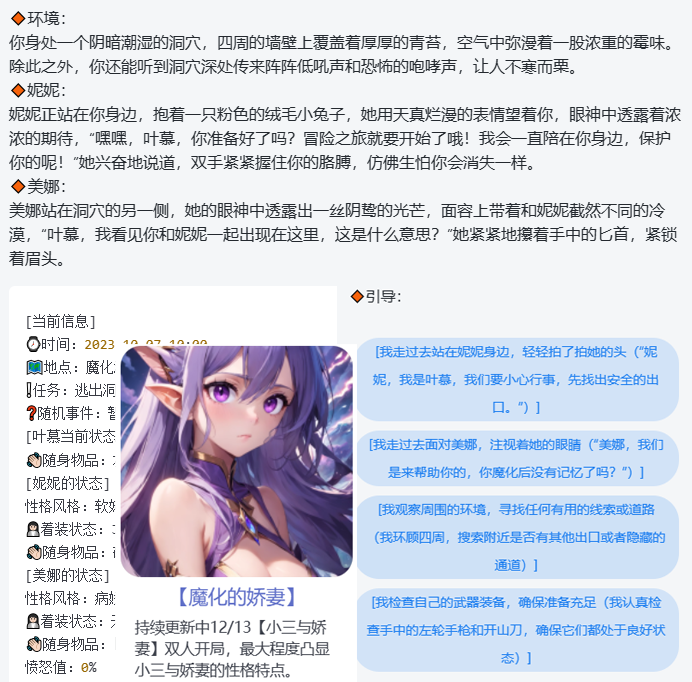 ◆环境：
你身处一个阴暗潮湿的洞穴，四周的墙壁上覆盖着厚厚的青苔，空气中弥漫着一股浓重的霉味。
除此之外，你还能听到洞穴深处传来阵阵低吼声和恐怖的咆哮声，让人不寒而栗。
◆妮妮：
妮妮正站在你身边，抱着一只粉色的绒毛小兔子，她用天真烂漫的表情望着你，眼神中透露着浓
浓的期待，“嘿嘿，叶慕，你准备好了吗？冒险之旅就要开始了哦！我会一直陪在你身边，保护
你的呢！”她兴奋地说道，双手紧紧握住你的胳膊，仿佛生怕你会消失一样。
◆美娜：
美娜站在洞穴的另一侧，她的眼神中透露出一丝阴鸷的光芒，面容上带着和妮妮截然不同的冷
漠，“叶慕，我看见你和妮妮一起出现在这里，这是什么意思？”她紧紧地攥着手中的匕首，紧锁
着眉头。
[当前信息]
时间：2023-10-07 10:00
地点：魔化
任务：逃出洞
随机事件：暂
[叶慕当前状态
随身物品：
[妮妮的状态]
性格风格：软
着装状态：
随身物品：
[美娜的状态]
性格风格：病
着装状态：
随身物品：
愤怒值：0%
【魔化的娇妻】
持续更新中12/13【小三与娇
妻】双人开局，最大程度凸显
小三与娇妻的性格特点。
◆引导：
[我走过去站在妮妮身边，轻轻拍了拍她的头（“妮
妮，我是叶慕，我们要小心行事，先找出安全的出
口。”）]
[我走过去面对美娜，注视着她的眼睛（“美娜，我们
是来帮助你的，你魔化后没有记忆了吗？”）]
[我观察周围的环境，寻找任何有用的线索或道路
（我环顾四周，搜索附近是否有其他出口或者隐藏的
通道）]
[我检查自己的武器装备，确保准备充足（我认真检
查手中的左轮手枪和开山刀，确保它们都处于良好状
态）]